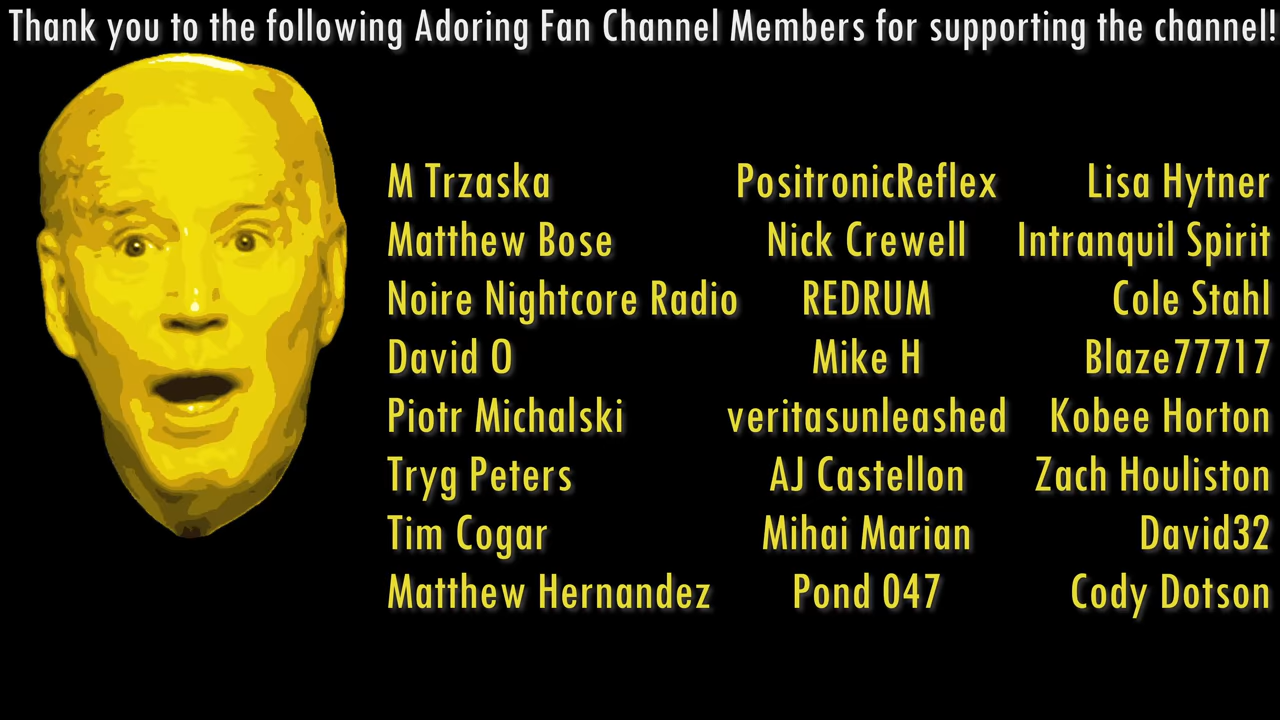 Thank you to the following Adoring Fan Channel Members for supporting the channel!
M Trzaska PositronicReflex Lisa Hytner
Matthew Bose Nick Crewell Intranquil Spirit
Noire Nightcore Radio REDRUM Cole Stahl
David O Mike H Blaze77717
Piotr Michalski veritasunleashed Kobee Horton
Tryg Peters AJ Castellon Zach Houliston
Tim Cogar Mihai Marian David32
Matthew Hernandez Pond 047 Cody Dotson